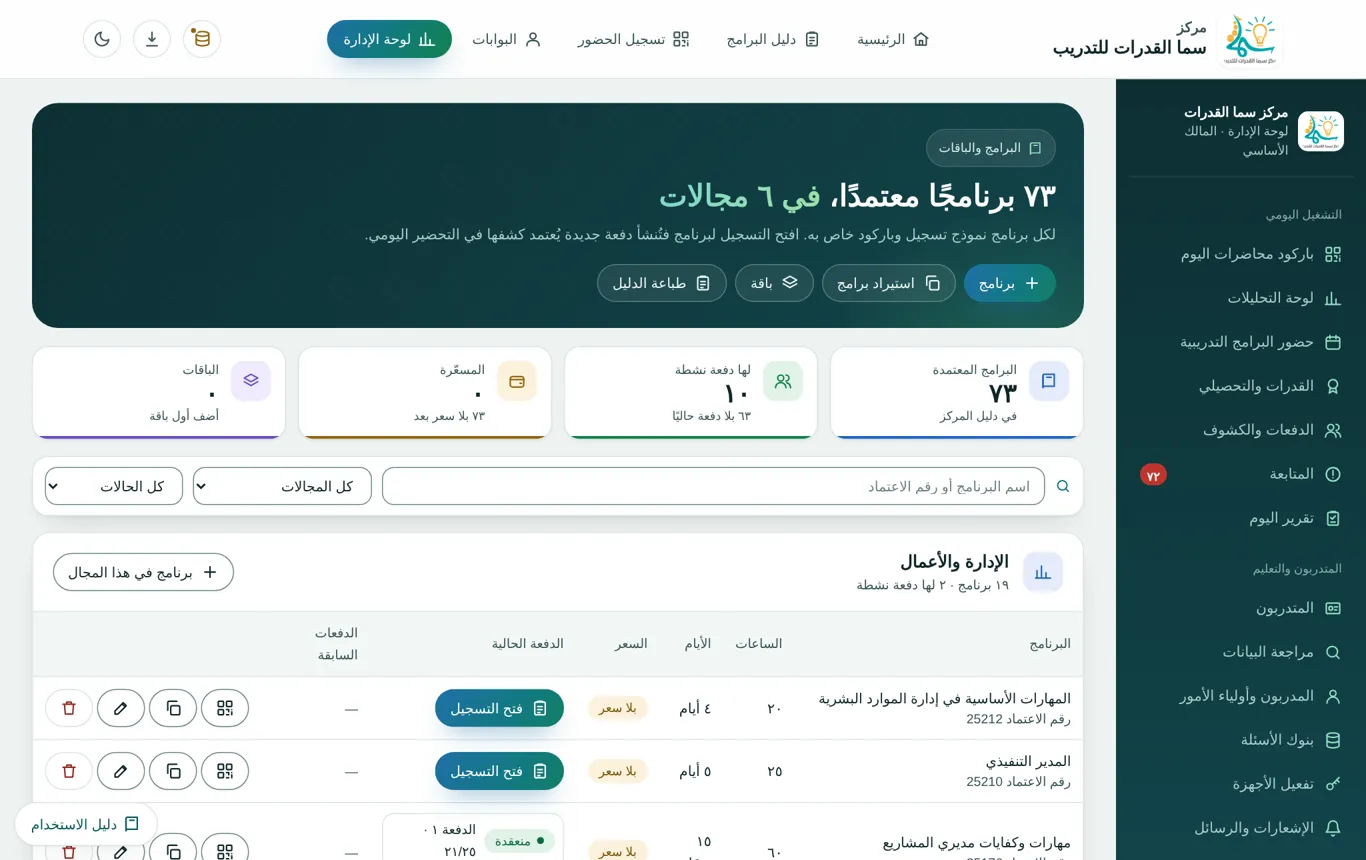 مركز
سما القدرات للتدريب
الرئيسية
دليل البرامج
تسجيل الحضور
البوابات
لوحة الإدارة
مركز سما القدرات
لوحة الإدارة · المالك
الأساسي
التشغيل اليومي
باركود محاضرات اليوم
لوحة التحليلات
حضور البرامج التدريبية
القدرات والتحصيلي
الدفعات والكشوف
المتابعة
٧٢
تقرير اليوم
المتدربون والتعليم
المتدربون
مراجعة البيانات
المدربون وأولياء الأمور
بنوك الأسئلة
تفعيل الأجهزة
الإشعارات والرسائل
البرامج والباقات
٧٣ برنامجًا معتمدًا، في ٦ مجالات
لكل برنامج نموذج تسجيل وباركود خاص به. افتح التسجيل لبرنامج فتُنشأ دفعة جديدة يُعتمد كشفها في التحضير اليومي.
برنامج
استيراد برامج
باقة
طباعة الدليل
البرامج المعتمدة
٧٣
في دليل المركز
لها دفعة نشطة
١٠
٦٣ بلا دفعة حاليًا
المسعّرة
٠
٧٣ بلا سعر بعد
الباقات
٠
أضف أول باقة
اسم البرنامج أو رقم الاعتماد
كل المجالات
كل الحالات
الإدارة والأعمال
١٩ برنامج · ٢ لها دفعة نشطة
برنامج في هذا المجال
البرنامج
الساعات
الأيام
السعر
الدفعة الحالية
الدفعات
السابقة
المهارات الأساسية في إدارة الموارد البشرية
رقم الاعتماد 25212
٢٠
٤ أيام
بلا سعر
فتح التسجيل
—
المدير التنفيذي
رقم الاعتماد 25210
٢٥
٥ أيام
بلا سعر
فتح التسجيل
—
مهارات وكفايات مديري المشاريع
٦٠
١٥
بلا سعر
منعقدة
الدفعة ١ ·
٢١/٢٥
—
دليل الاستخدام